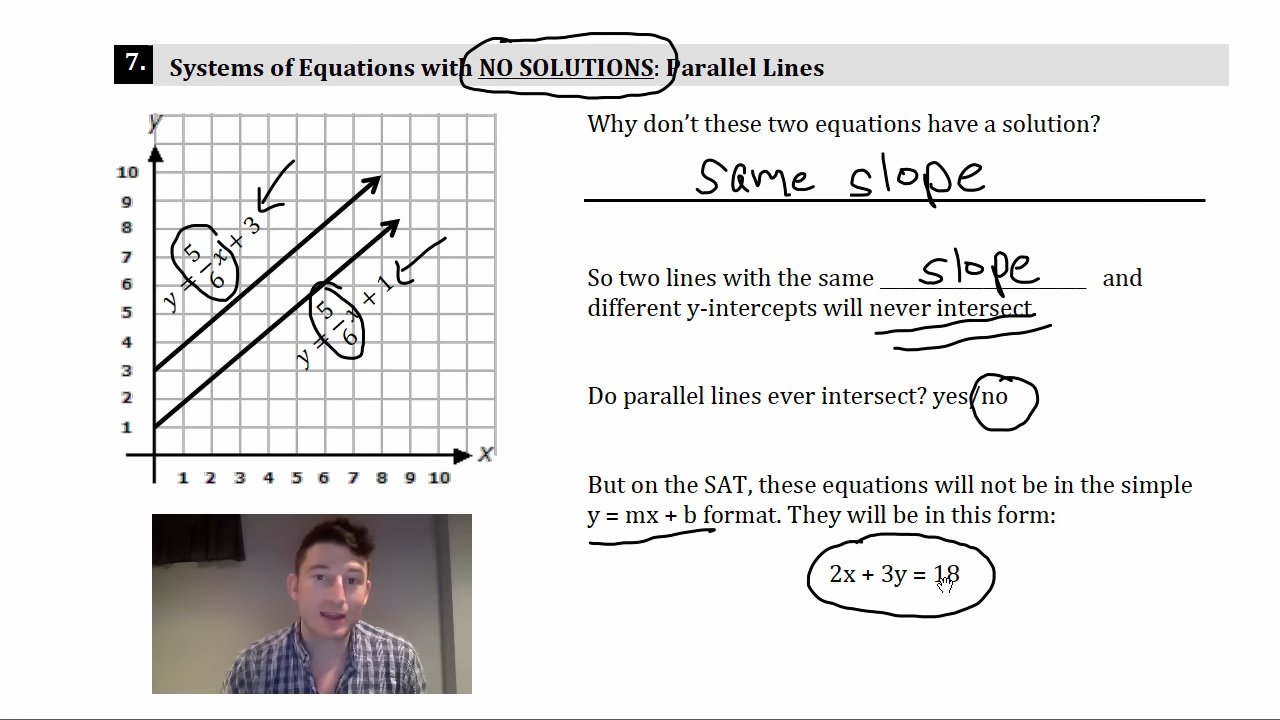 7. Systems of Equations with NO SOLUTIONS: Parallel Lines
y
10
9
8
7
6
5
4
3
2
1
y = 5/6 x + 3
y = 5/6 x + 1
x
1 2 3 4 5 6 7 8 9 10
Why don't these two equations have a solution?
same slope
So two lines with the same slope and
different y-intercepts will never intersect.
Do parallel lines ever intersect? yes/no
But on the SAT, these equations will not be in the simple
y = mx + b format. They will be in this form:
2x + 3y = 18